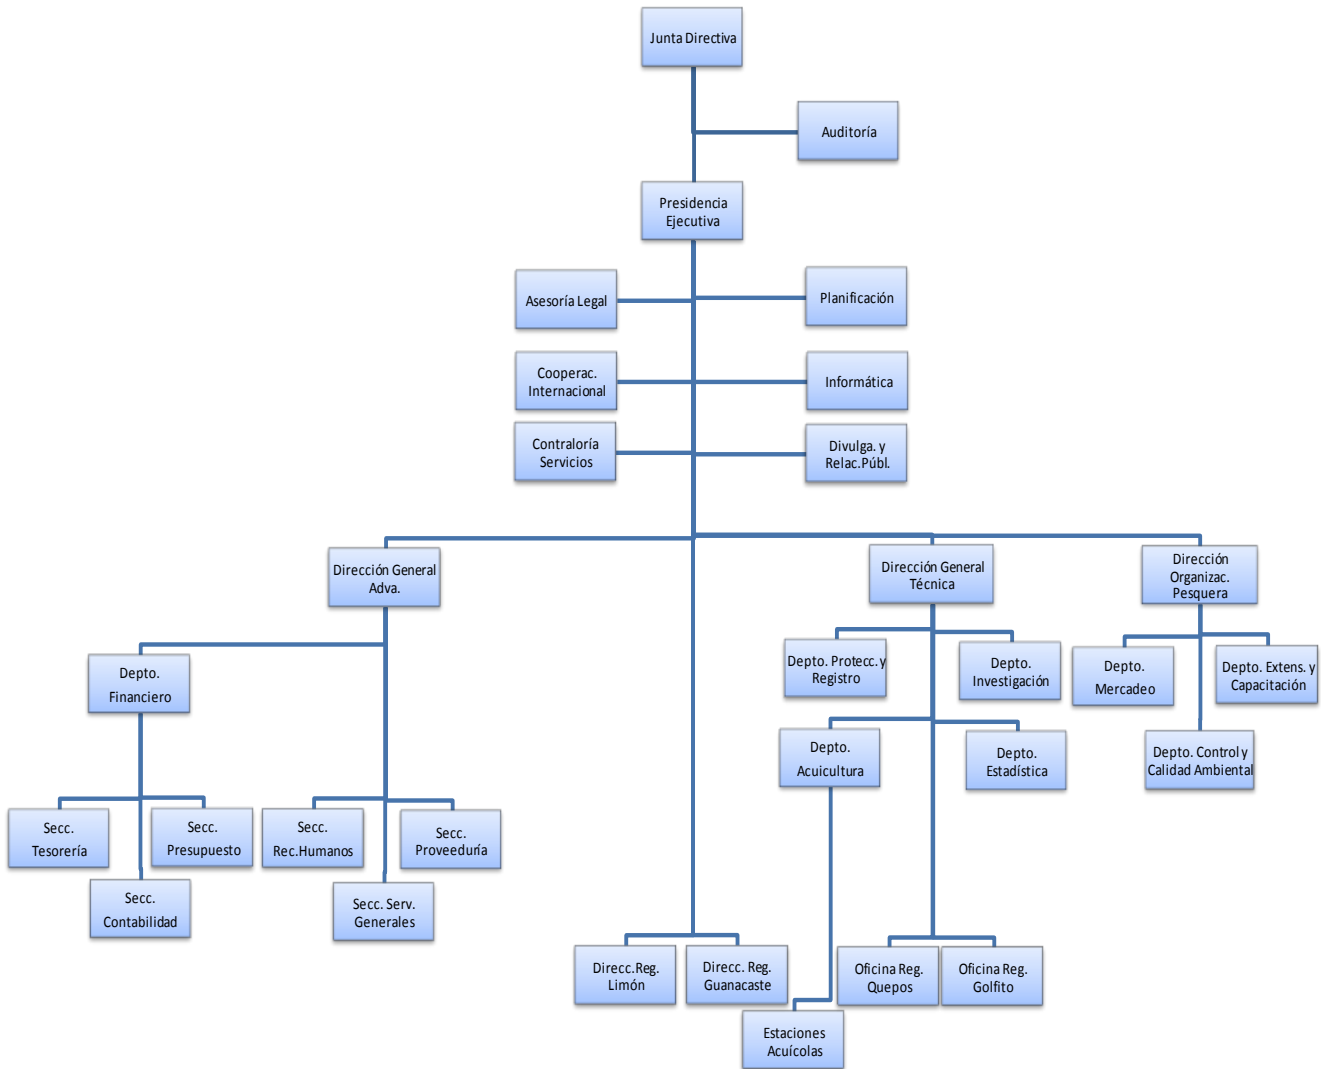 Junta Directiva
Auditoría
Presidencia
Ejecutiva
Asesoría Legal
Planificación
Cooperac.
Internacional
Informática
Contraloría
Servicios
Divulga. y
Relac.Públ.
Dirección General
Adva.
Dirección General
Técnica
Dirección
Organizac.
Pesquera
Depto.
Financiero
Depto. Protecc. y
Registro
Depto.
Investigación
Depto.
Mercadeo
Depto. Extens. y
Capacitación
Depto.
Acuicultura
Depto.
Estadística
Depto. Control y
Calidad Ambiental
Secc.
Tesorería
Secc.
Presupuesto
Secc.
Rec.Humanos
Secc.
Proveeduría
Secc.
Contabilidad
Secc. Serv.
Generales
Direcc.Reg.
Limón
Direcc. Reg.
Guanacaste
Oficina Reg.
Quepos
Oficina Reg.
Golfito
Estaciones
Acuícolas